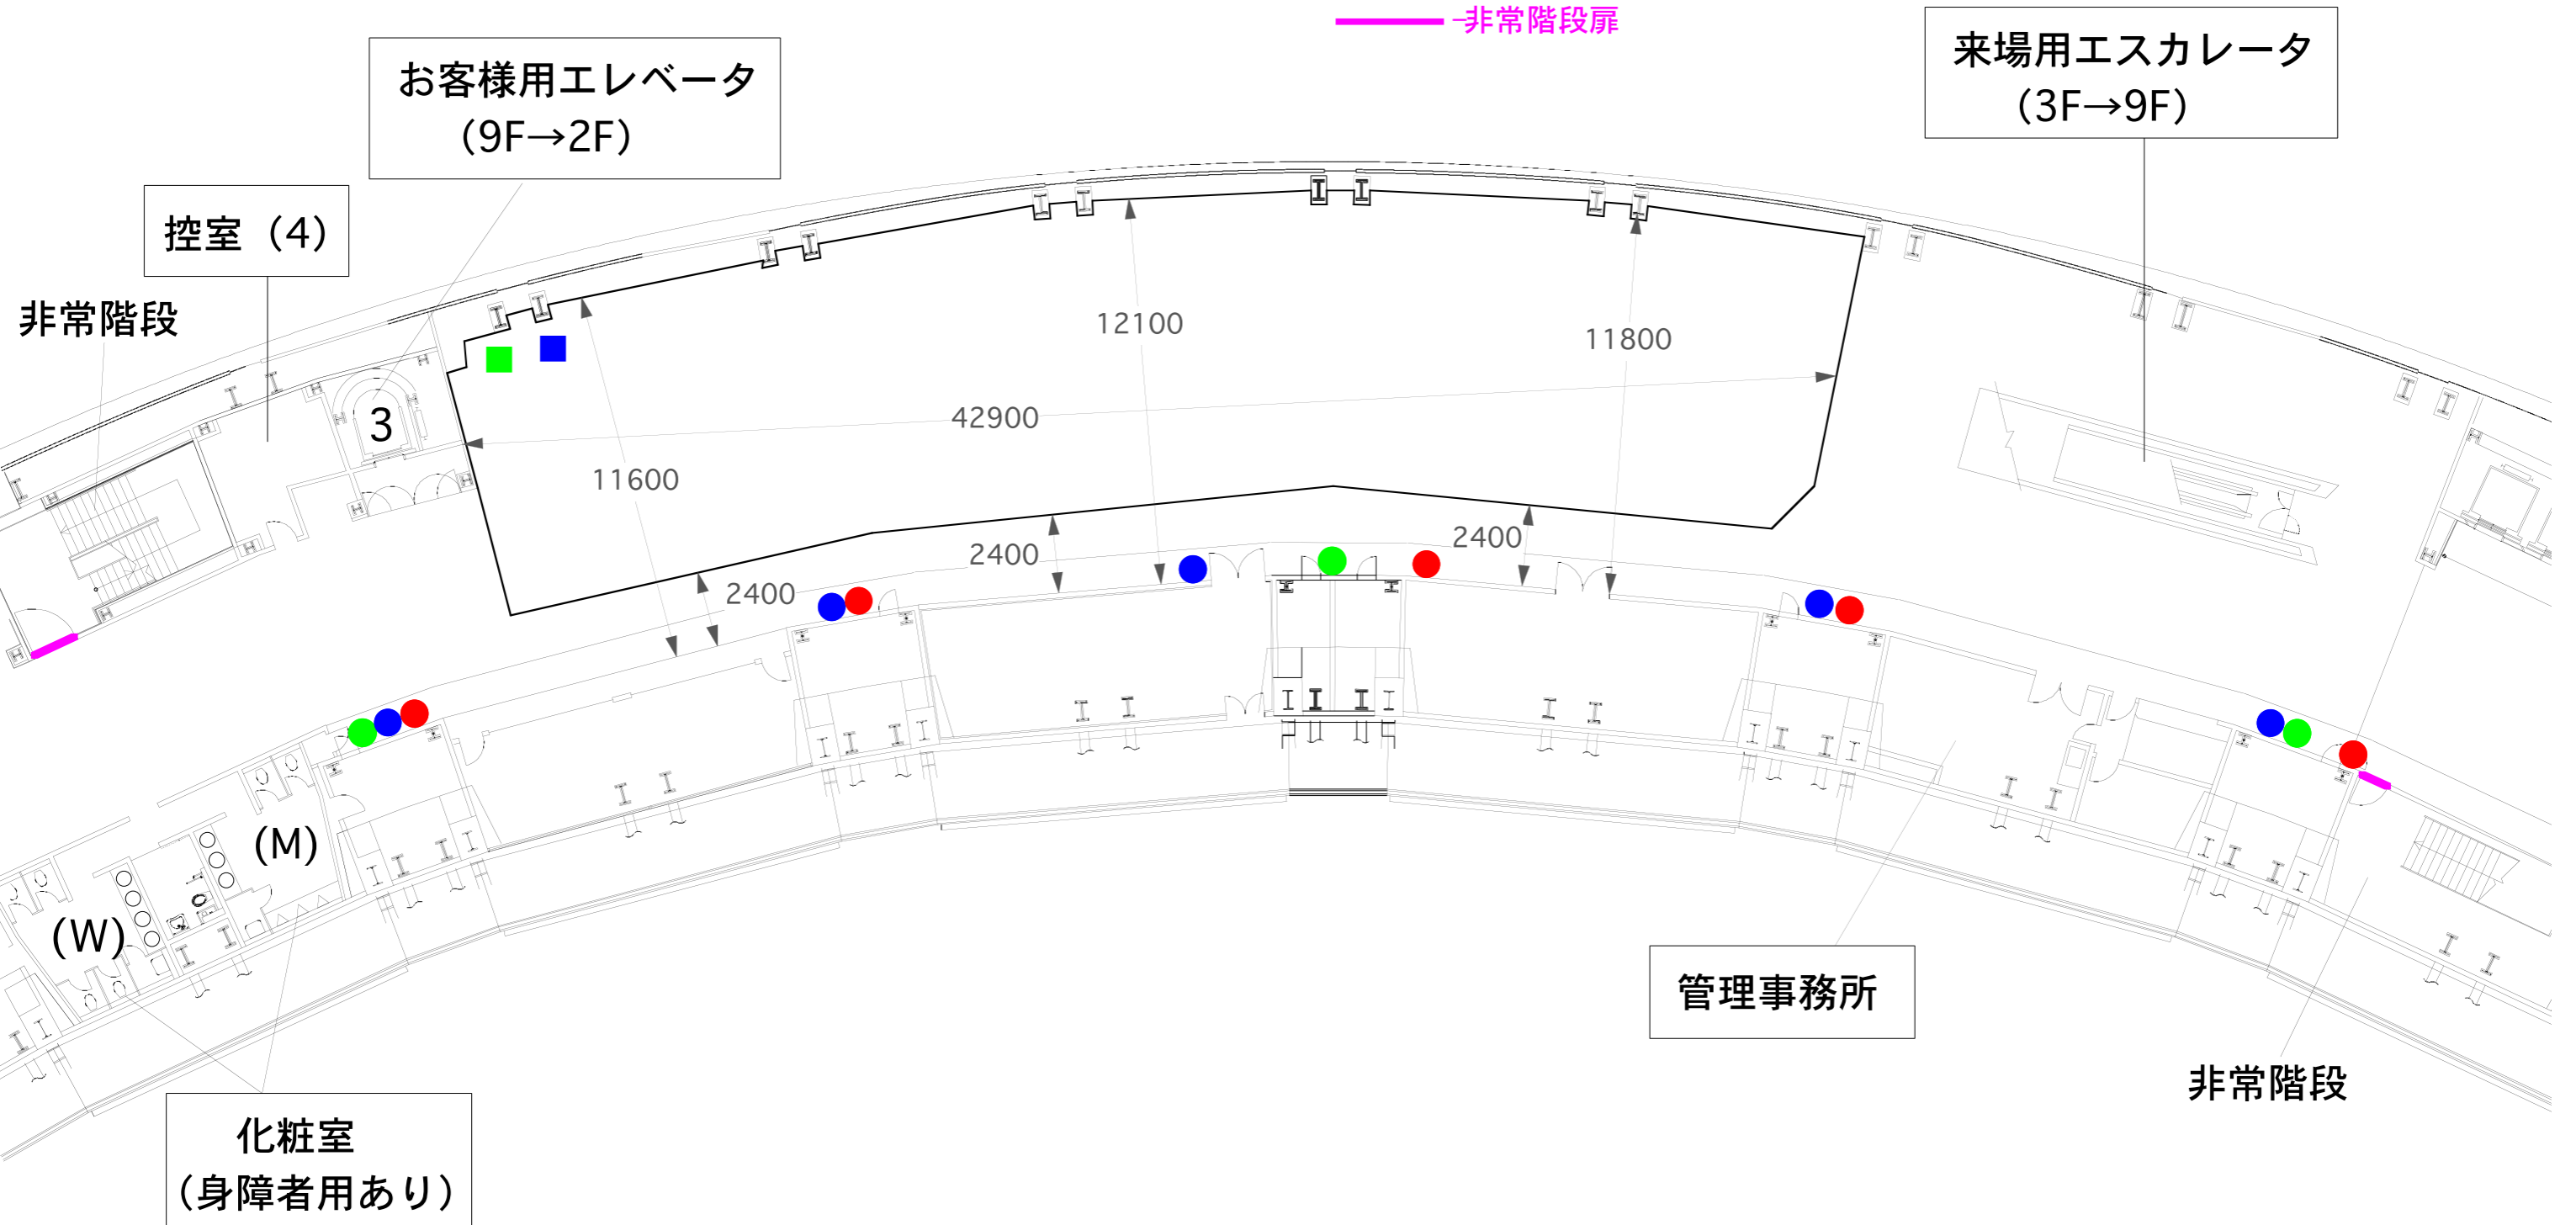 非常階段扉
お客様用エレベータ
（9F→2F）
来場用エスカレータ
（3F→9F）
控室（4）
非常階段
3
12100
11800
42900
11600
2400
2400
2400
(M)
(W)
管理事務所
非常階段
化粧室
（身障者用あり）